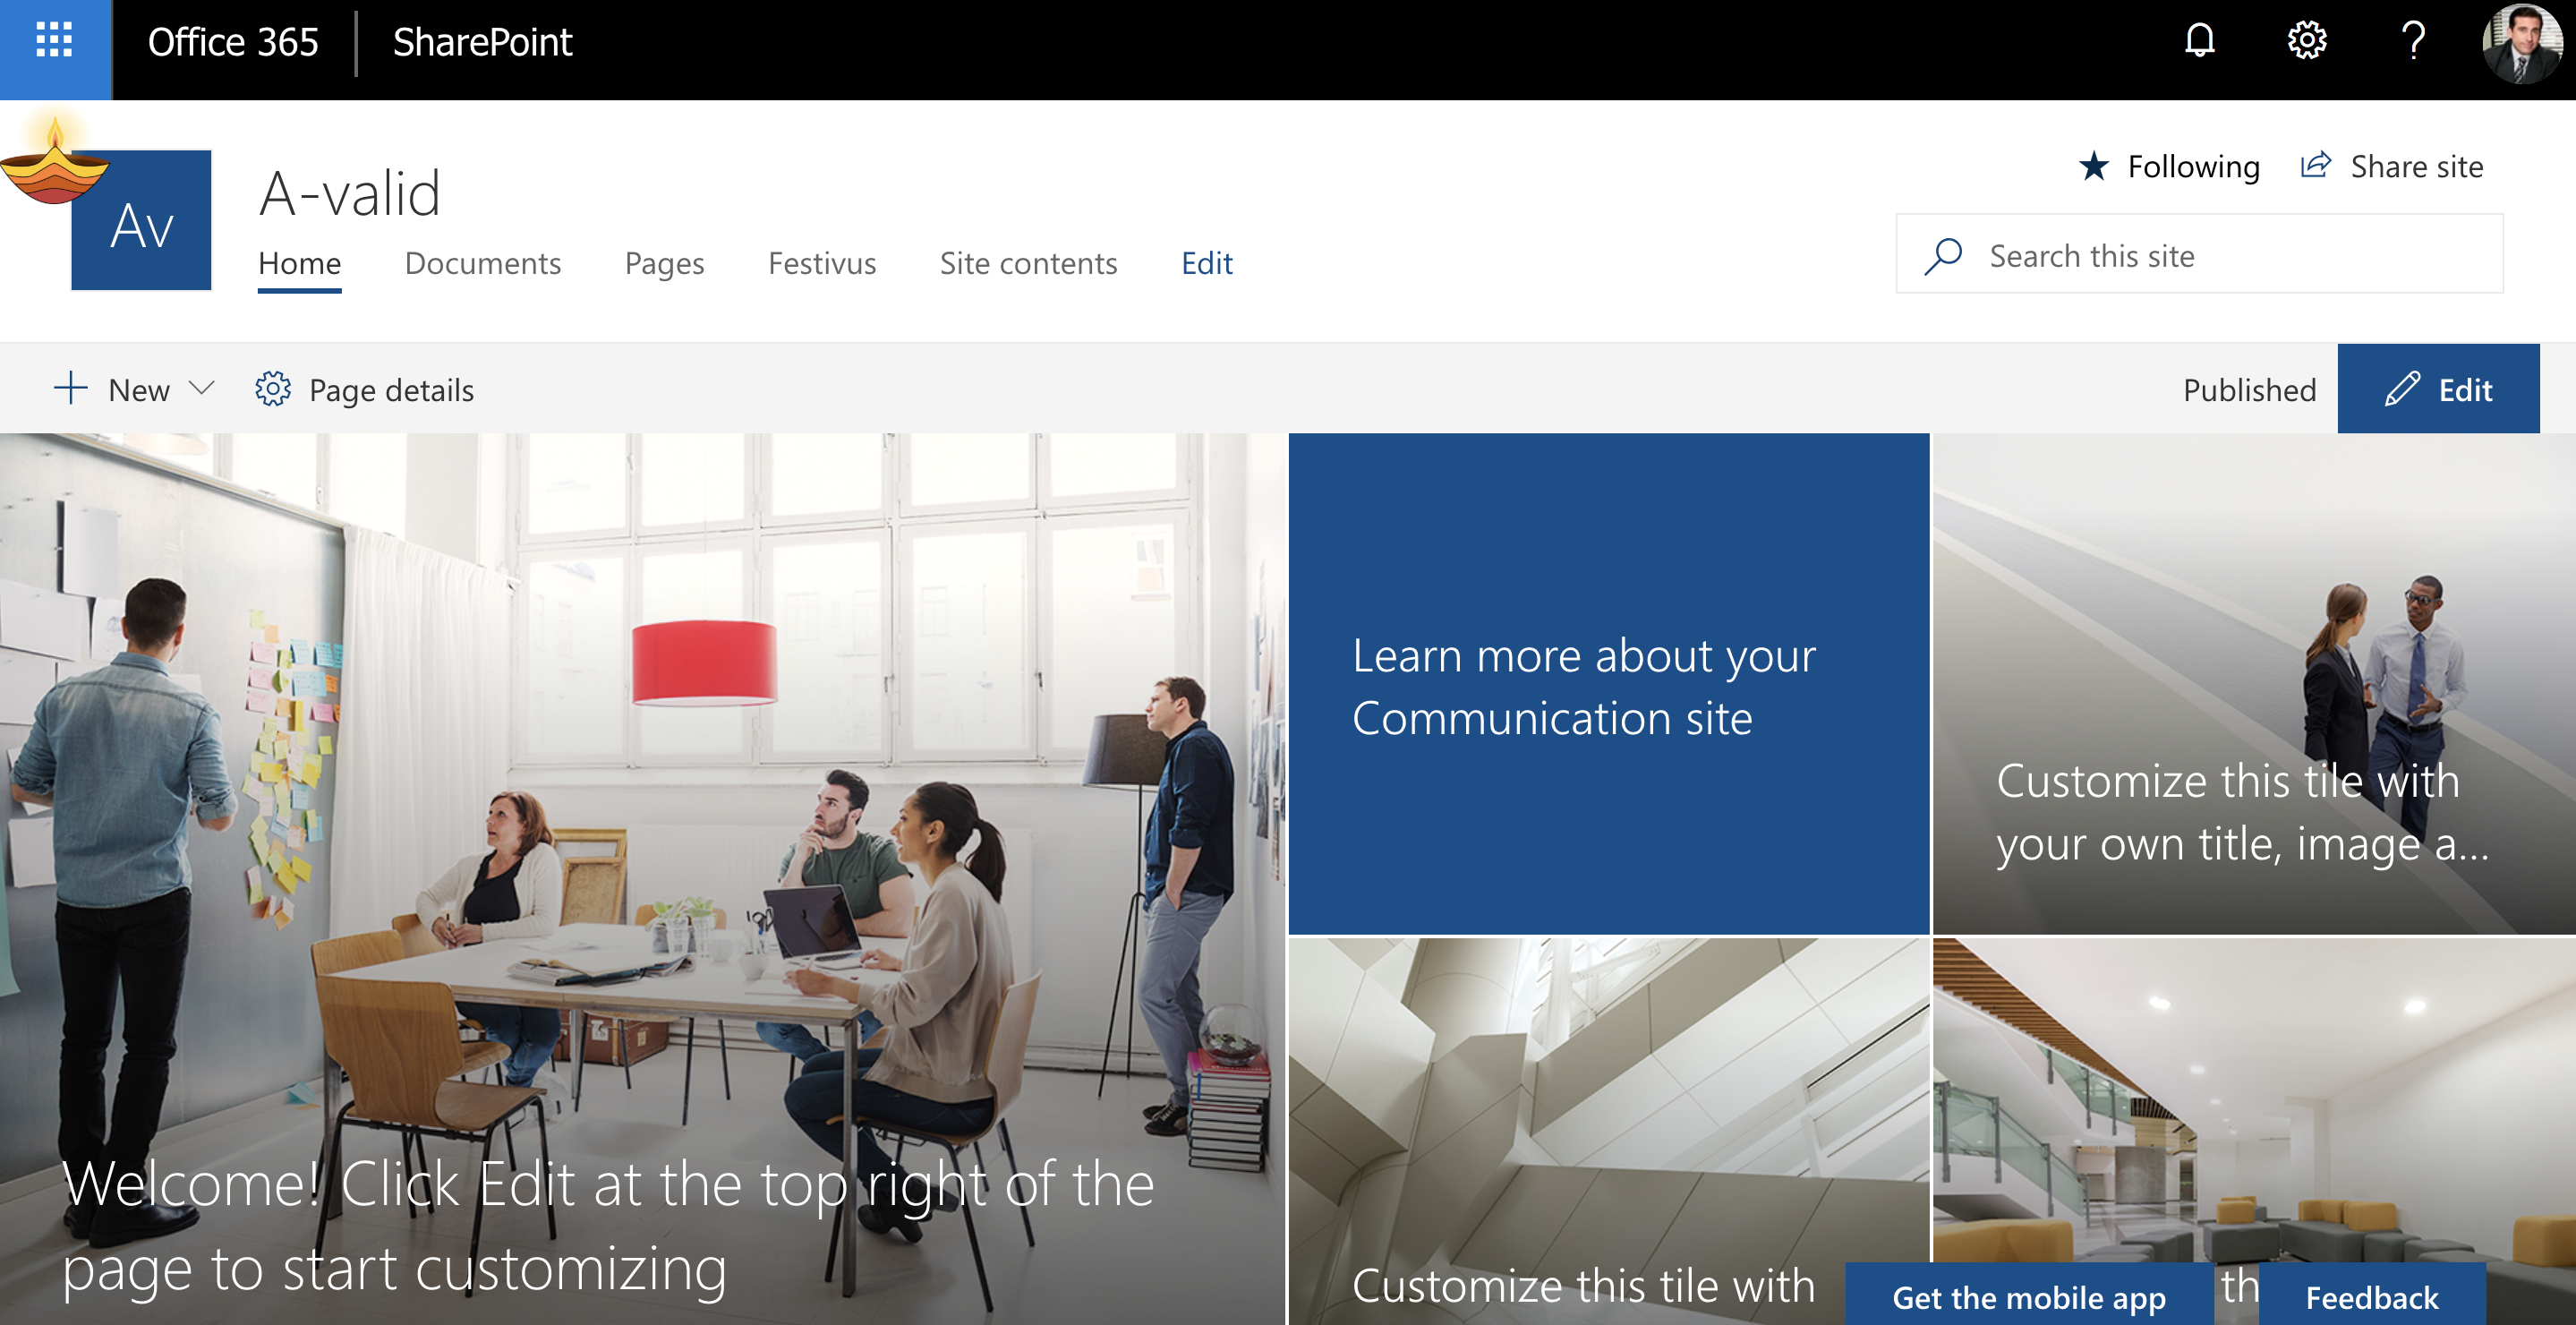 Office 365
SharePoint
Av
A-valid
Following
Share site
Home
Documents
Pages
Festivus
Site contents
Edit
Search this site
New
Page details
Published
Edit
Welcome! Click Edit at the top right of the
page to start customizing
Learn more about your
Communication site
Customize this tile with
your own title, image a...
Customize this tile with
th
Get the mobile app
Feedback